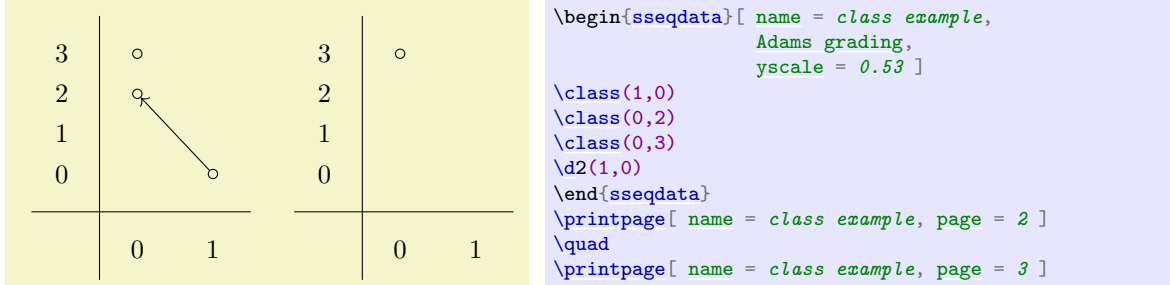 3 3
2 2
1 1
0 0
0 1 0 1
\begin{sseqdata}[ name = class example,
Adams grading,
yscale = 0.53 ]
\class(1,0)
\class(0,2)
\class(0,3)
\d2(1,0)
\end{sseqdata}
\printpage[ name = class example, page = 2 ]
\quad
\printpage[ name = class example, page = 3 ]